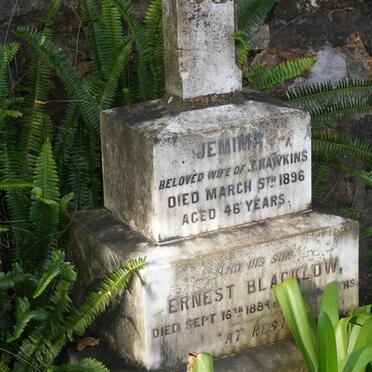 JEMIMA
BELOVED WIFE OF J. HAWKINS
DIED MARCH 5TH 1896
AGED 46 YEARS
AND HIS SON
ERNEST BLACKLOW,
DIED SEPT 16TH 1884
AT REST